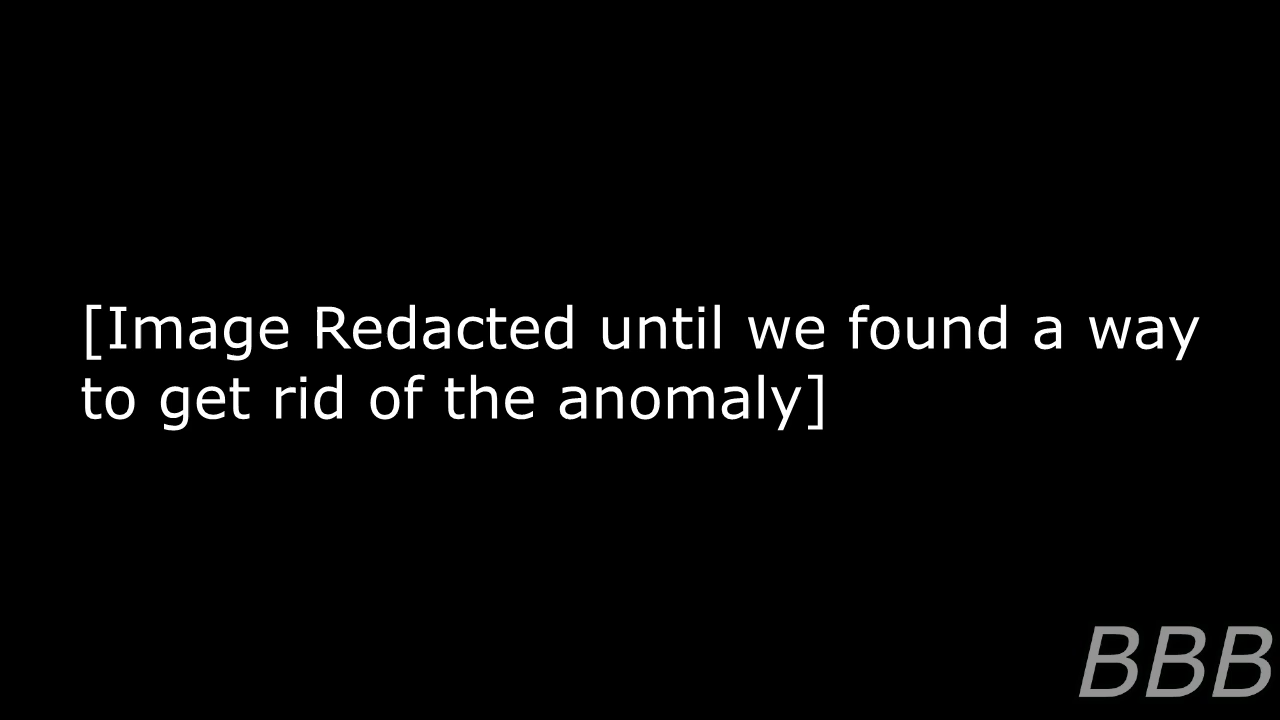 [Image Redacted until we found a way
to get rid of the anomaly]
BBB